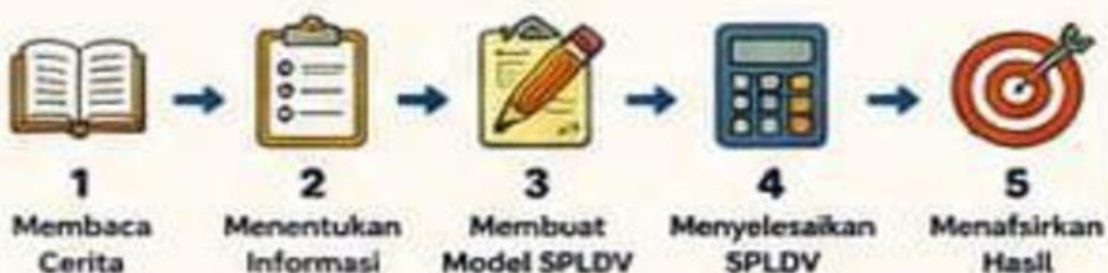 1
Membaca
Cerita
2
Menentukan
Informasi
3
Membuat
Model SPLDV
4
Menyelesaikan
SPLDV
5
Menafsirkan
Hasil